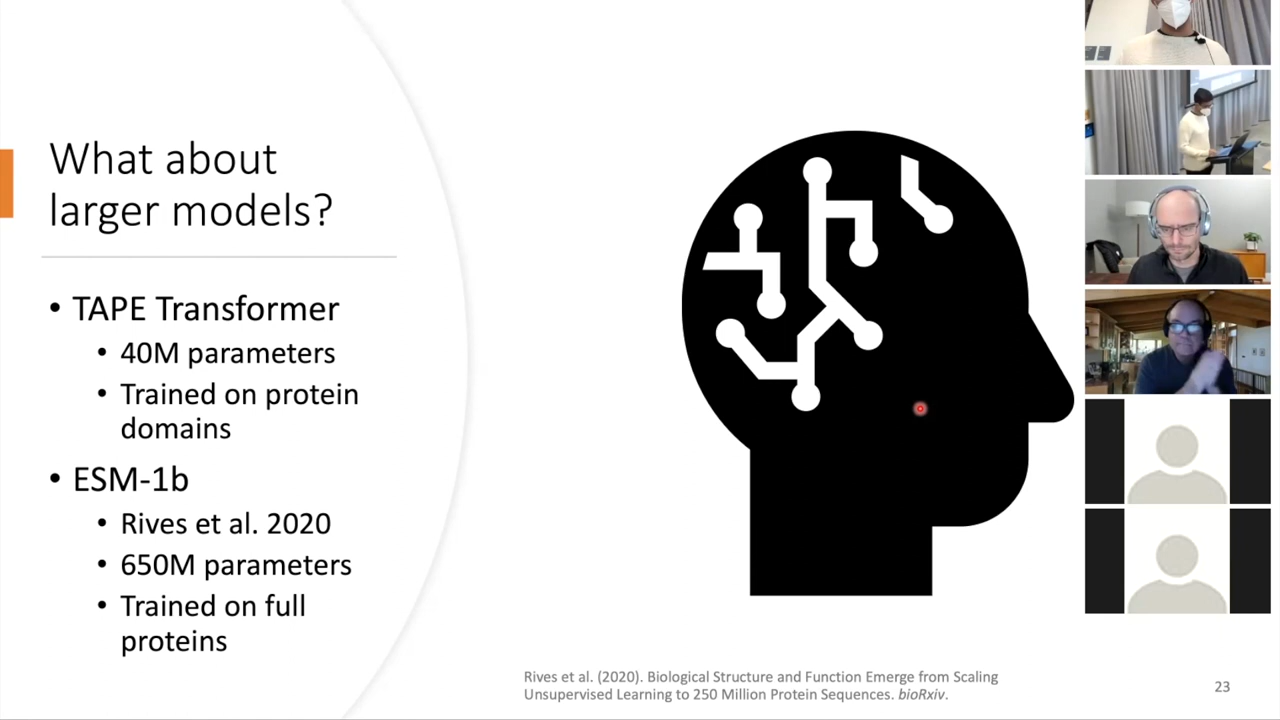 What about
larger models?
• TAPE Transformer
• 40M parameters
• Trained on protein
domains
• ESM-1b
• Rives et al. 2020
• 650M parameters
• Trained on full
proteins
Rives et al. (2020). Biological Structure and Function Emerge from Scaling
Unsupervised Learning to 250 Million Protein Sequences. bioRxiv.
23